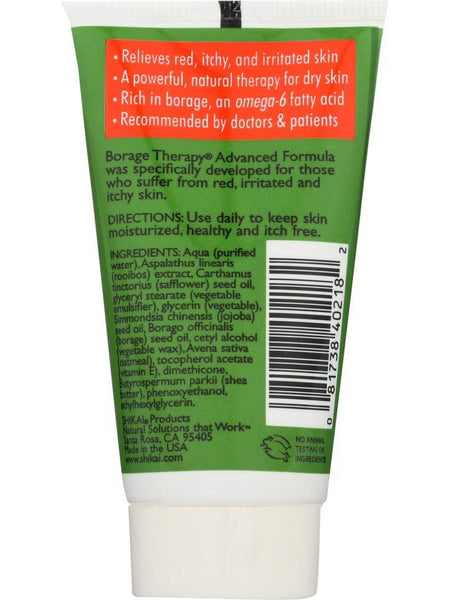 • Relieves red, itchy, and irritated skin
• A powerful, natural therapy for dry skin
• Rich in borage, an omega-6 fatty acid
• Recommended by doctors & patients
Borage Therapy® Advanced Formula
was specifically developed for those
who suffer from red, irritated and
itchy skin.
DIRECTIONS: Use daily to keep skin
moisturized, healthy and itch free.
INGREDIENTS: Aqua (purified
water), Aspalathus linearis
(rooibos) extract, Carthamus
tinctorius (safflower) seed oil,
glyceryl stearate (vegetable
emulsifier), glycerin (vegetable),
Simmondsia chinensis (jojoba)
seed oil, Borago officinalis
(borage) seed oil, cetyl alcohol
(vegetable wax), Avena sativa
(oatmeal), tocopherol acetate
(vitamin E), dimethicone,
Butyrospermum parkii (shea
butter), phenoxyethanol,
ethylhexylglycerin.
SHIKAI Products
Natural Solutions that Work™
Santa Rosa, CA 95405
Made in the USA
www.shikai.com
0 81738 40218 2
NO ANIMAL
TESTING OR
INGREDIENTS